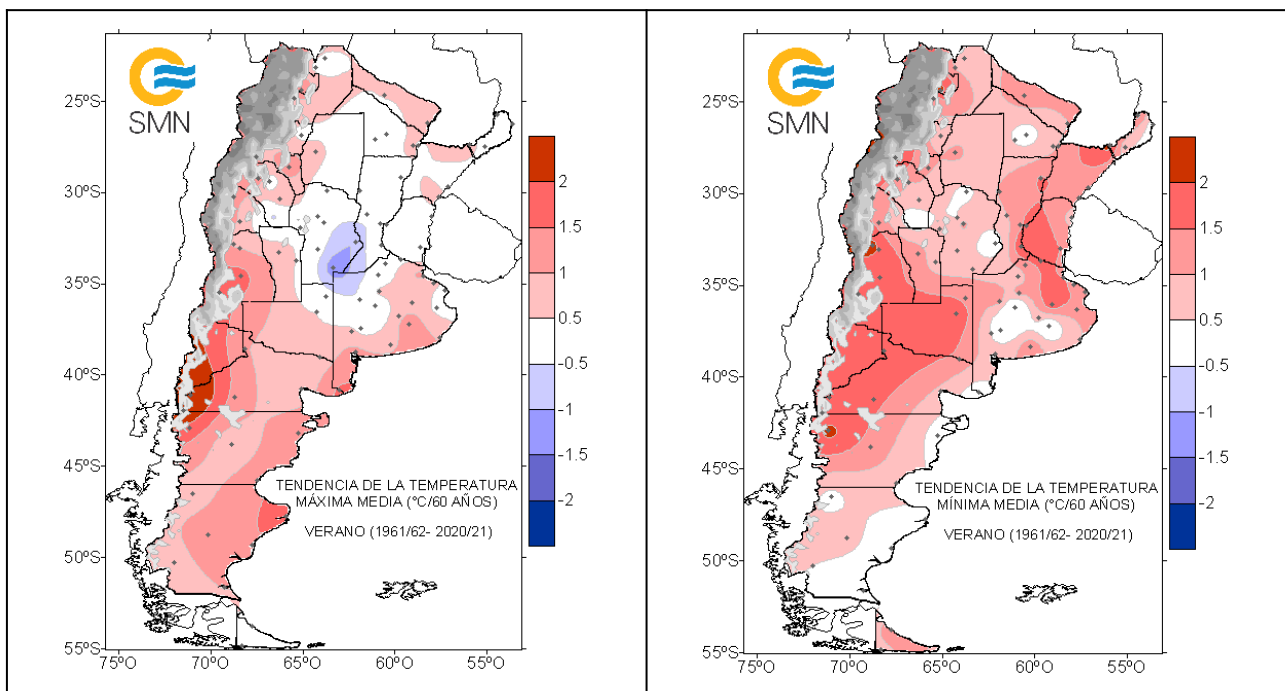 SMN
25ºS
30ºS
35ºS
40ºS
45ºS
50ºS
55ºS
75ºO
70ºO
65ºO
60ºO
55ºO
2
1.5
1
0.5
-0.5
-1
-1.5
-2
TENDENCIA DE LA TEMPERATURA
MÁXIMA MEDIA (°C/60 AÑOS)
VERANO (1961/62- 2020/21)
SMN
25ºS
30ºS
35ºS
40ºS
45ºS
50ºS
55ºS
75ºO
70ºO
65ºO
60ºO
55ºO
2
1.5
1
0.5
-0.5
-1
-1.5
-2
TENDENCIA DE LA TEMPERATURA
MÍNIMA MEDIA (°C/60 AÑOS)
VERANO (1961/62- 2020/21)